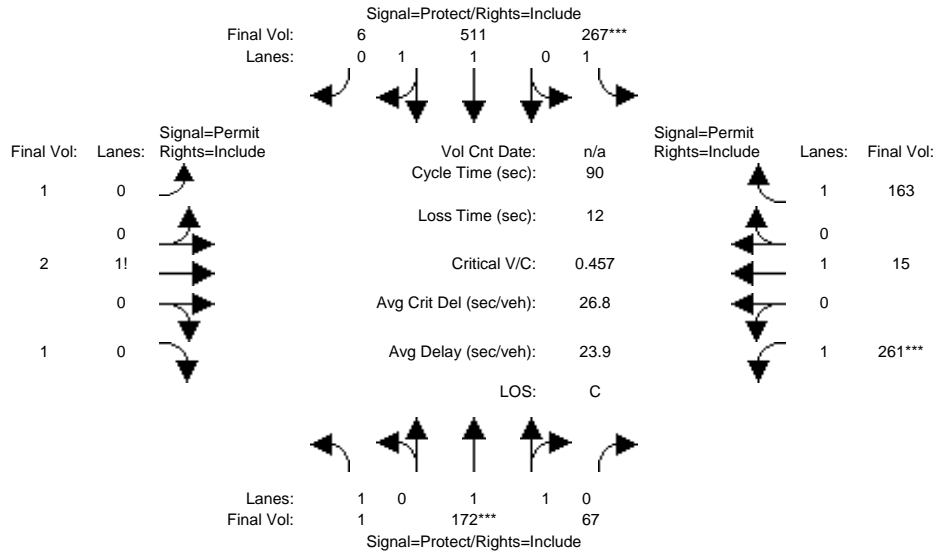 Signal=Protect/Rights=Include
Final Vol: 6 511 267***
Lanes: 0 1 1 0 1
Signal=Permit Signal=Permit
Final Vol: Lanes: Rights=Include Vol Cnt Date: n/a Rights=Include Lanes: Final Vol:
Cycle Time (sec): 90
1 0 1 163
Loss Time (sec): 12
0 0
2 1! Critical V/C: 0.457 1 15
0 Avg Crit Del (sec/veh): 26.8 0
1 0 Avg Delay (sec/veh): 23.9 1 261***
LOS: C
Lanes: 1 0 1 1 0
Final Vol: 1 172*** 67
Signal=Protect/Rights=Include